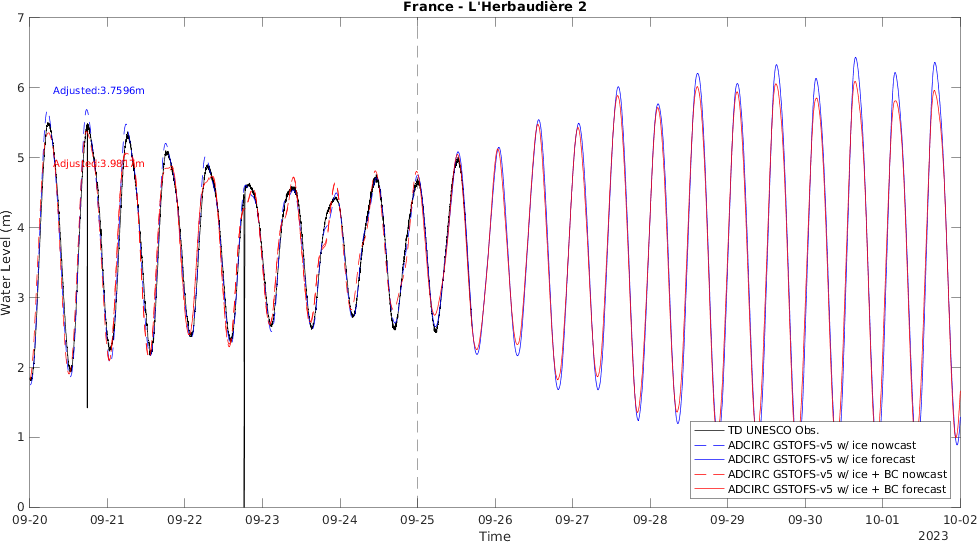 France - L'Herbaudière 2
7
6
5
4
3
2
1
0
Water Level (m)
Adjusted:3.7596m
Adjusted:3.9817m
TD UNESCO Obs.
ADCIRC GSTOFS-v5 w/ ice nowcast
ADCIRC GSTOFS-v5 w/ ice forecast
ADCIRC GSTOFS-v5 w/ ice + BC nowcast
ADCIRC GSTOFS-v5 w/ ice + BC forecast
09-20 09-21 09-22 09-23 09-24 09-25 09-26 09-27 09-28 09-29 09-30 10-01 10-02
Time
2023